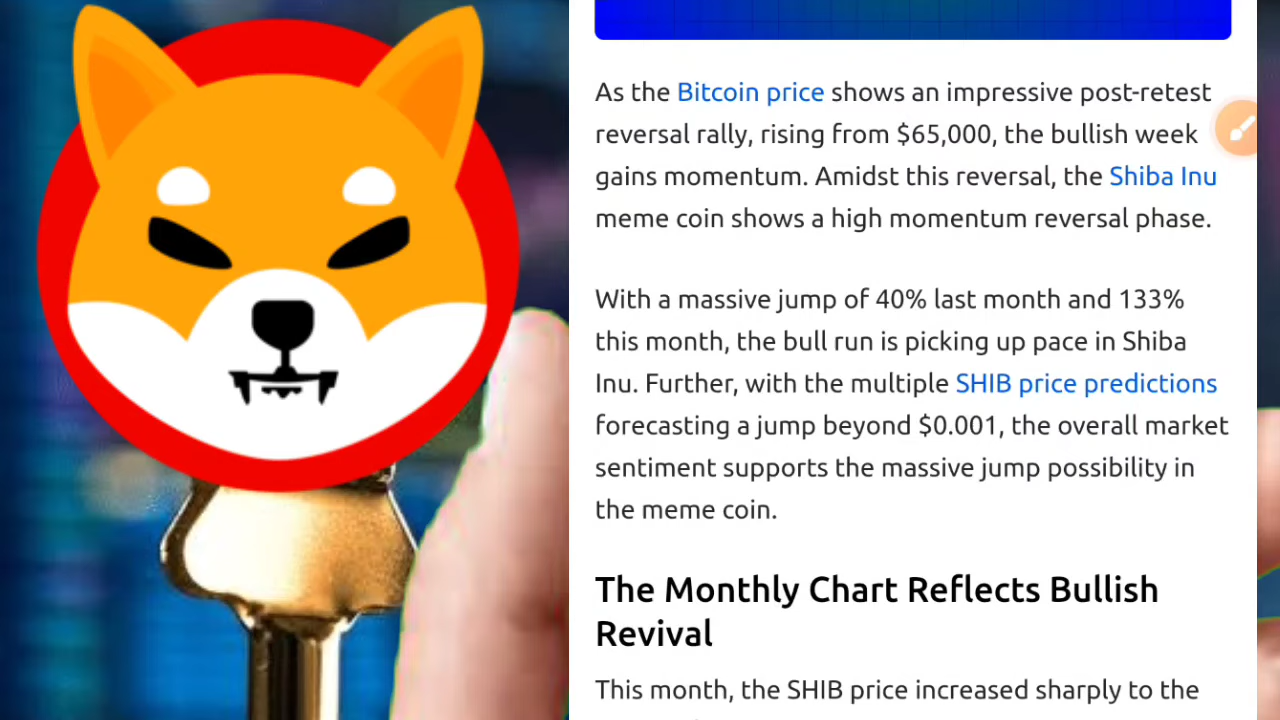 As the Bitcoin price shows an impressive post-retest
reversal rally, rising from $65,000, the bullish week
gains momentum. Amidst this reversal, the Shiba Inu
meme coin shows a high momentum reversal phase.
With a massive jump of 40% last month and 133%
this month, the bull run is picking up pace in Shiba
Inu. Further, with the multiple SHIB price predictions
forecasting a jump beyond $0.001, the overall market
sentiment supports the massive jump possibility in
the meme coin.
The Monthly Chart Reflects Bullish
Revival
This month, the SHIB price increased sharply to the